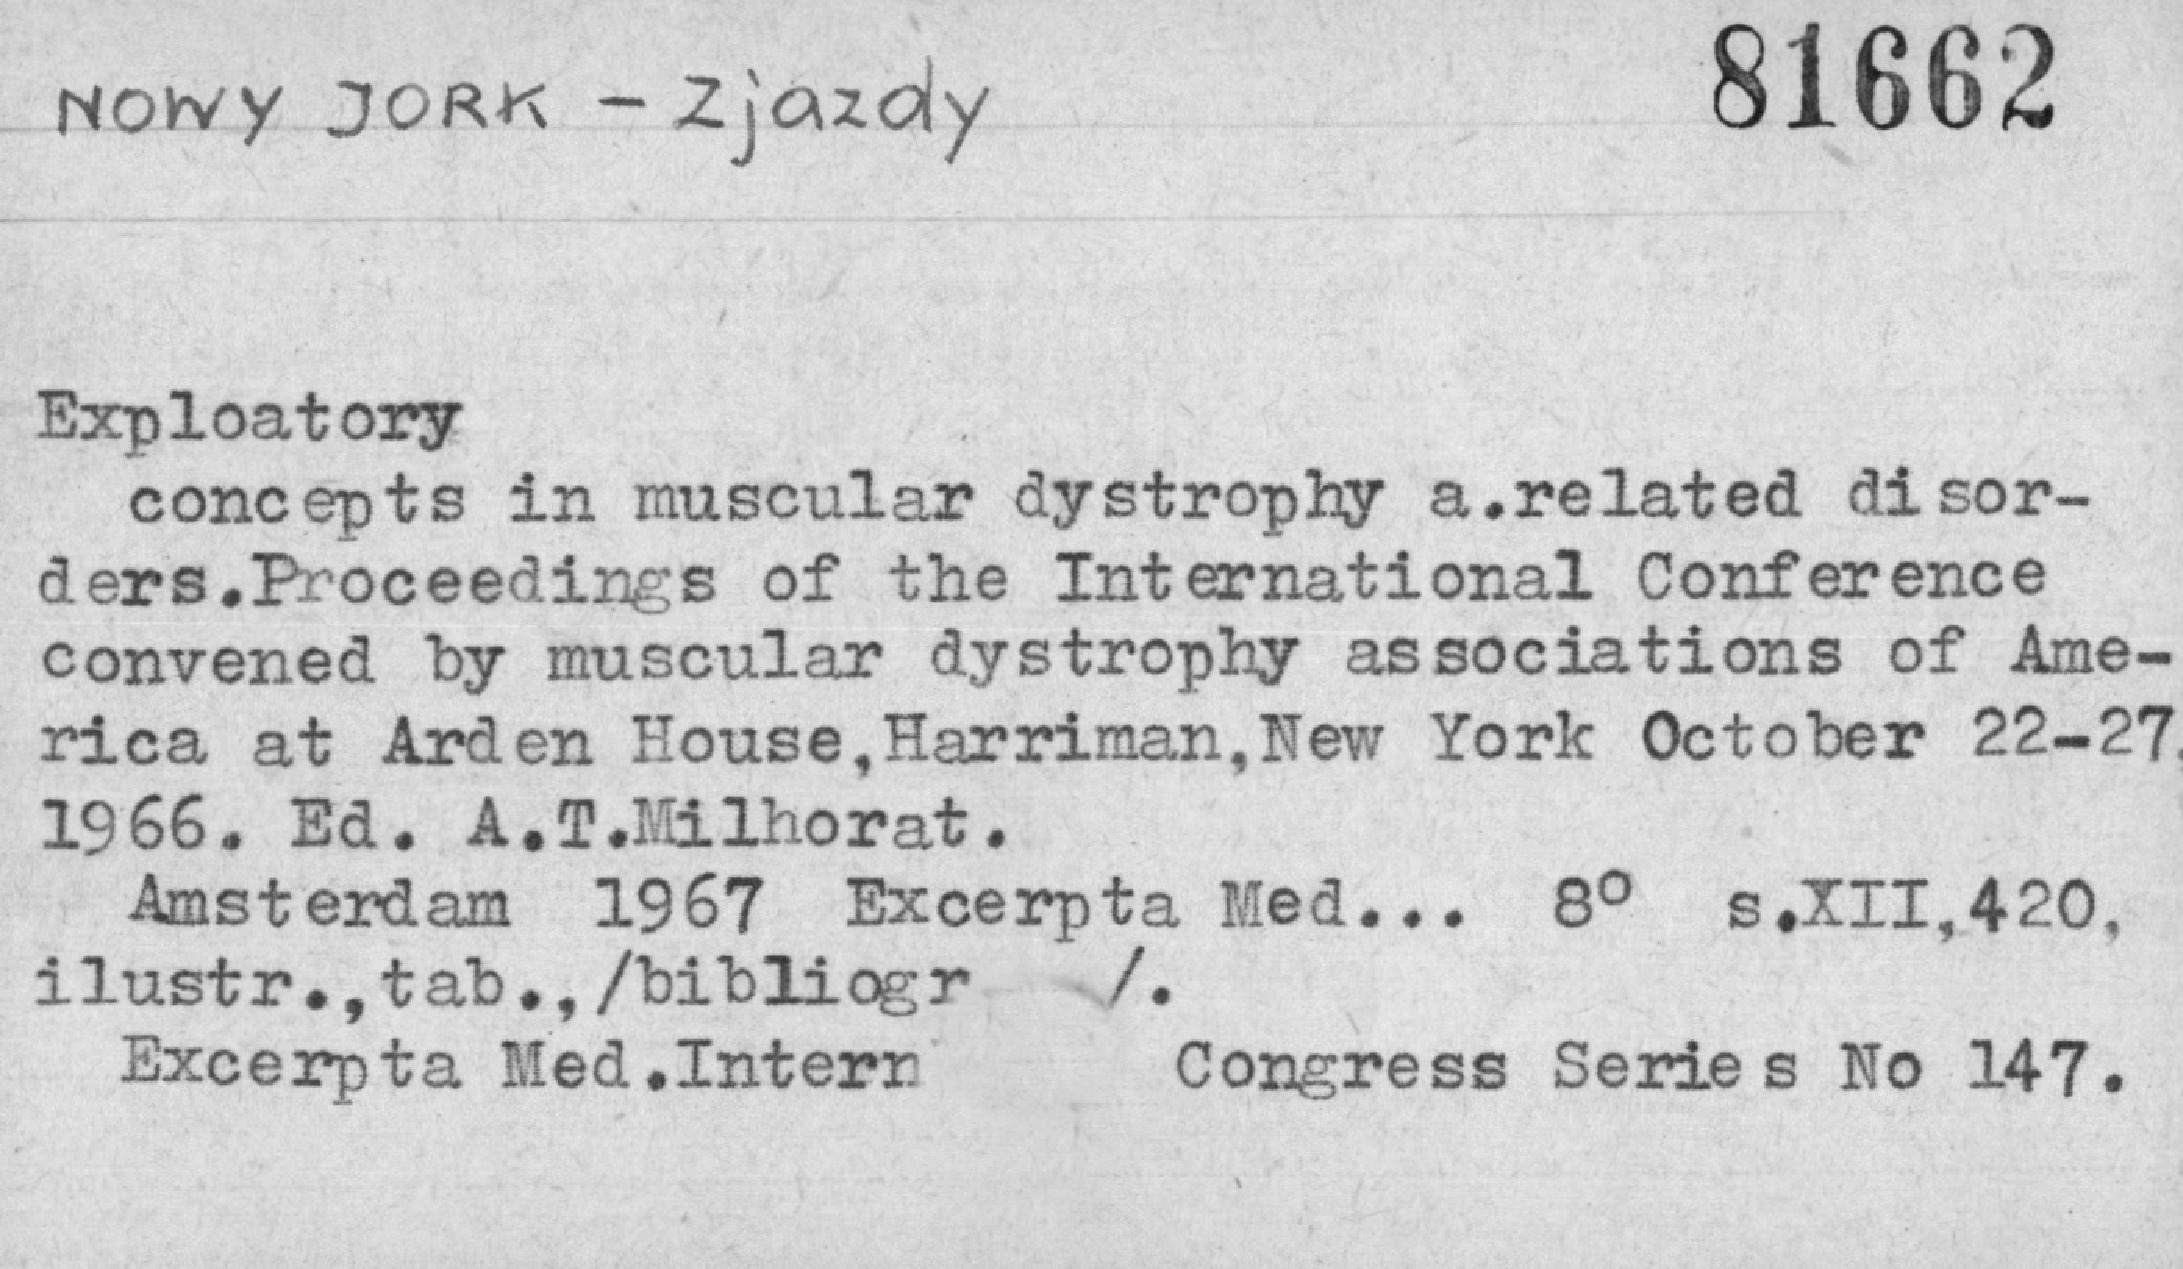 NOWY JORK - Zjazdy 81662
Exploatory
concepts in muscular dystrophy a.related disor-
ders.Proceedings of the International Conference
convened by muscular dystrophy associations of Ame-
rica at Arden House,Harriman,New York October 22-27.
1966. Ed. A.T.Milhorat.
Amsterdam 1967 Excerpta Med... 8° s.XII,420,
ilustr.,tab.,/bibliogr /.
Excerpta Med.Intern Congress Series No 147.